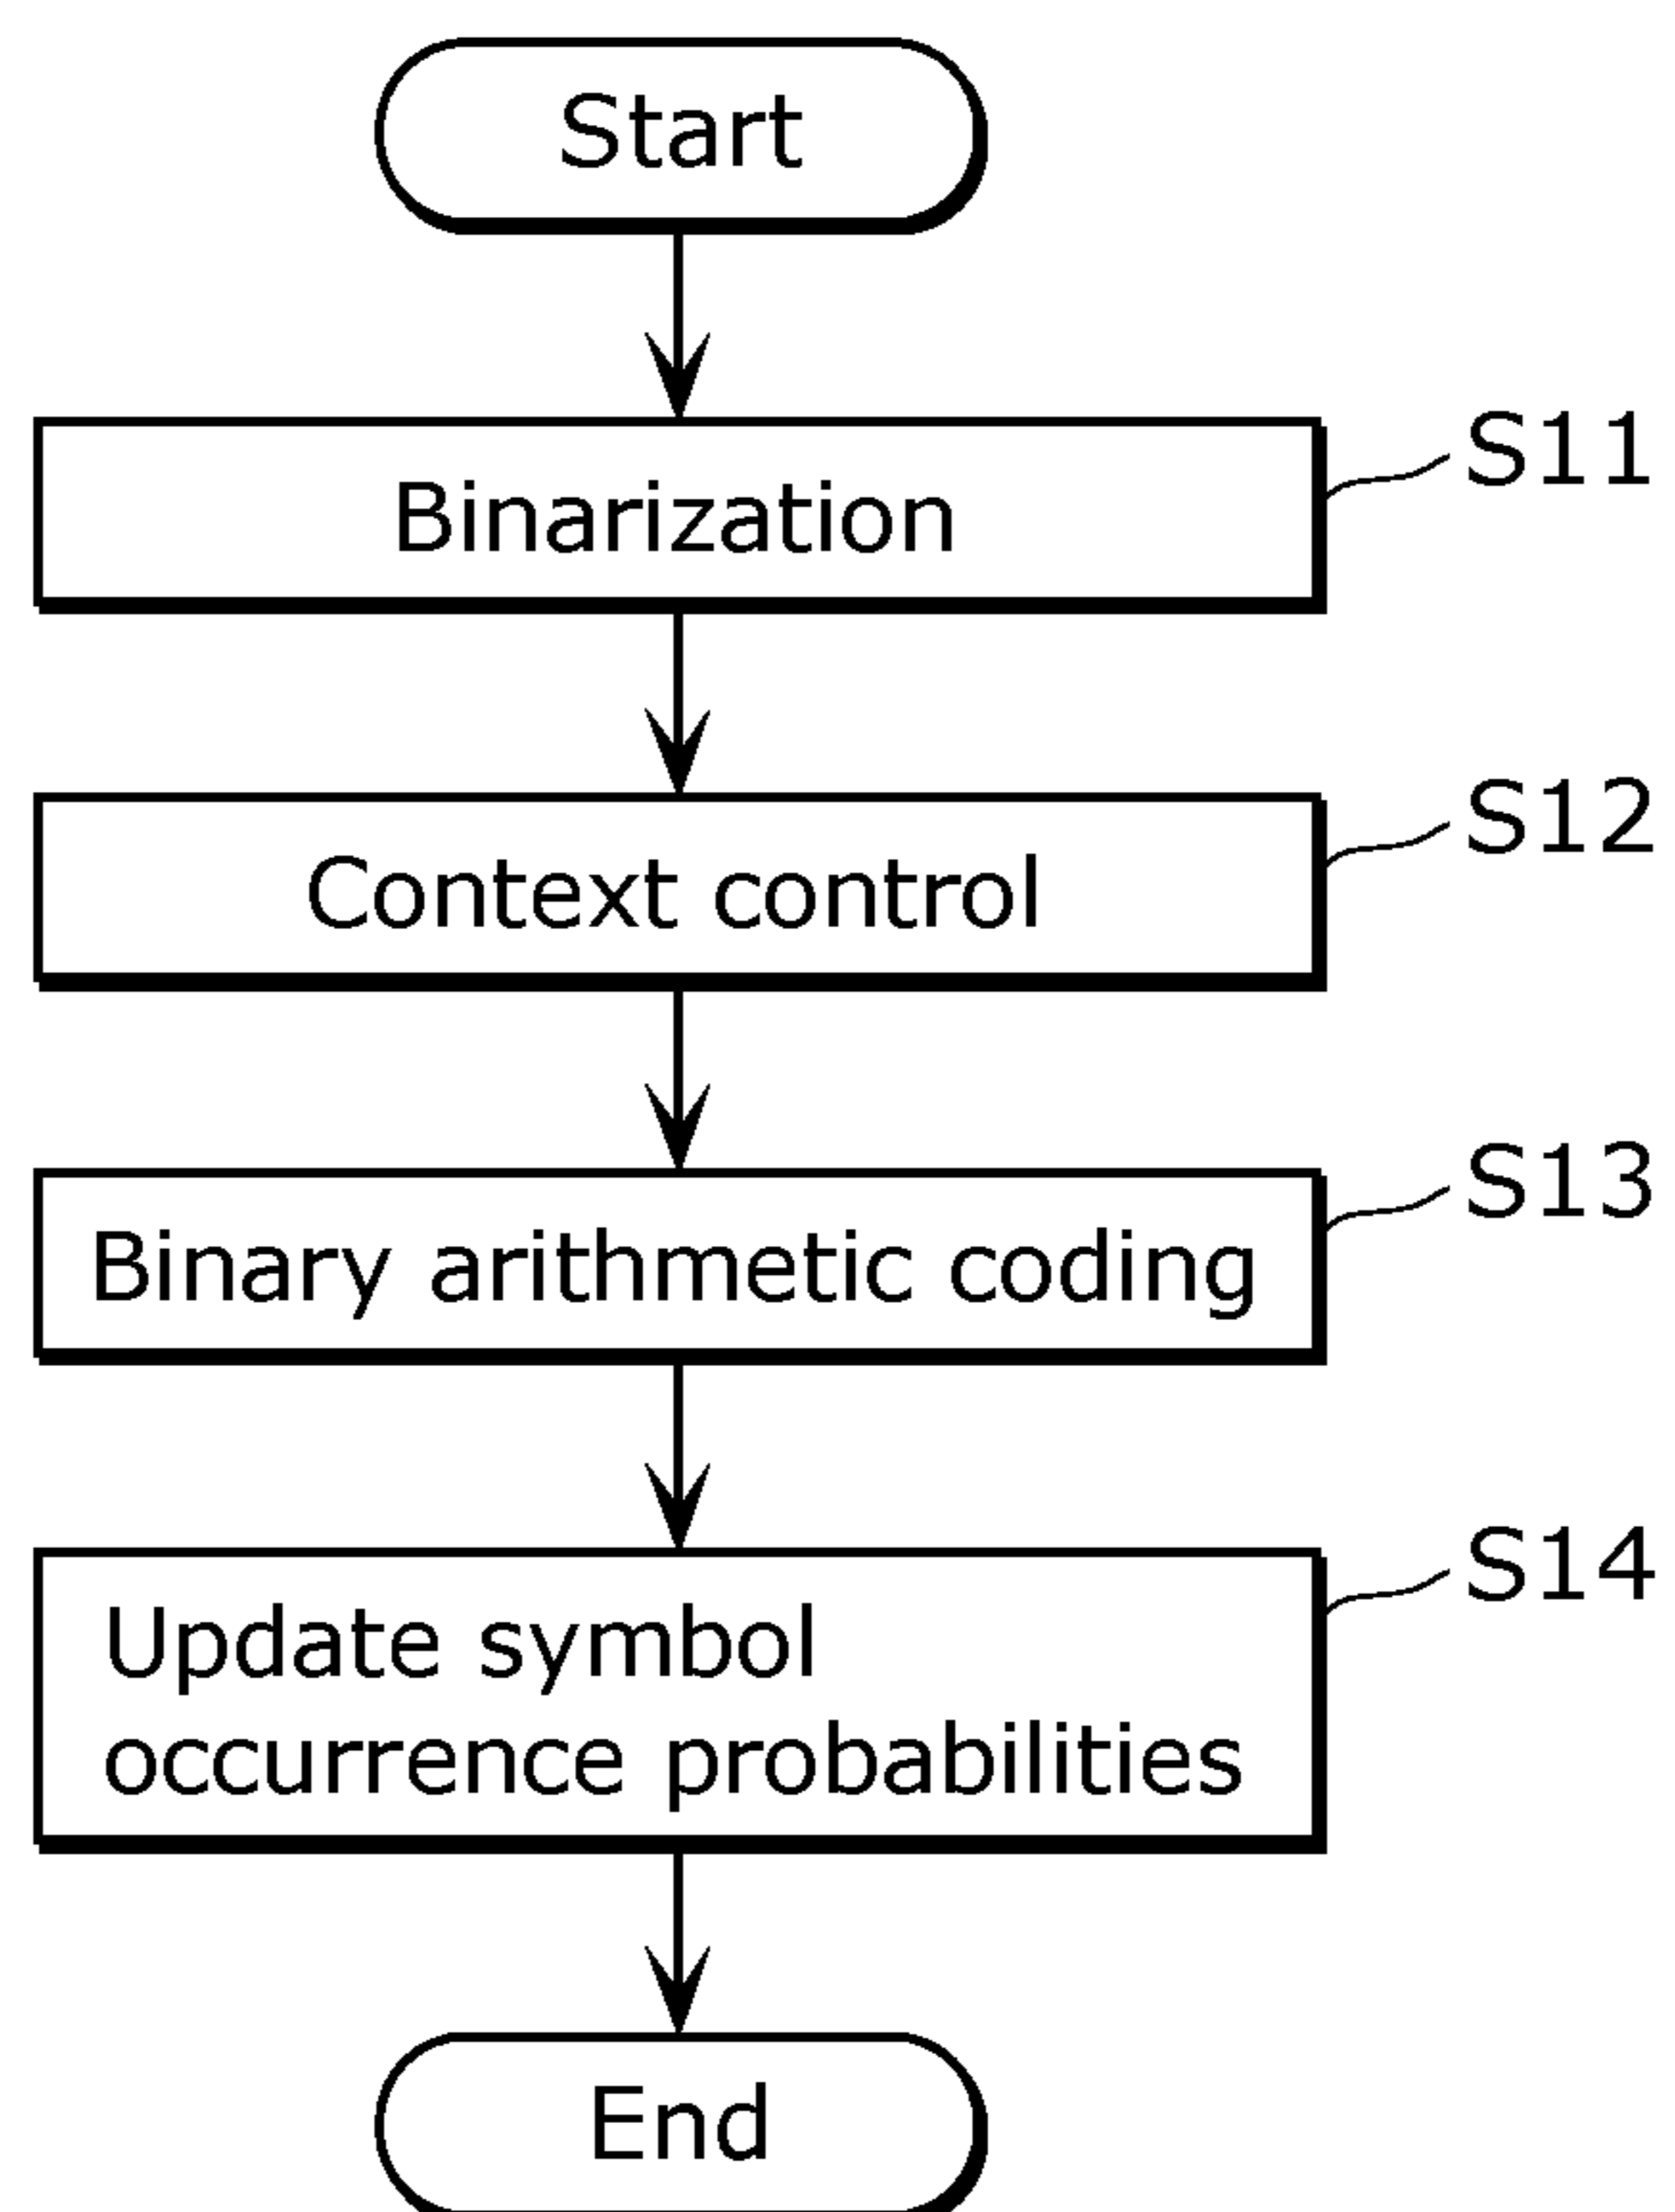 Start
Binarization
S11
Context control
S12
Binary arithmetic coding
S13
Update symbol
occurrence probabilities
S14
End